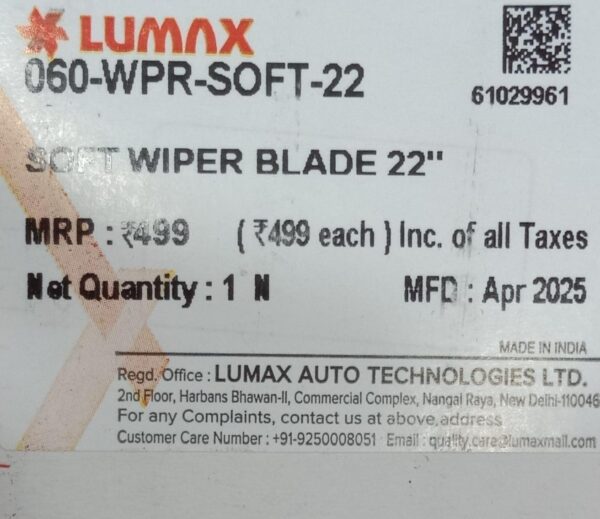 LUMAX
060-WPR-SOFT-22
61029961
SOFT WIPER BLADE 22"
MRP : ₹499 ( ₹499 each ) Inc. of all Taxes
Net Quantity : 1 N MFD : Apr 2025
MADE IN INDIA
Regd. Office : LUMAX AUTO TECHNOLOGIES LTD.
2nd Floor, Harbans Bhawan-II, Commercial Complex, Nangal Raya, New Delhi-110046
For any Complaints, contact us at above address
Customer Care Number : +91-9250008051 Email : quality.care@lumaxmail.com